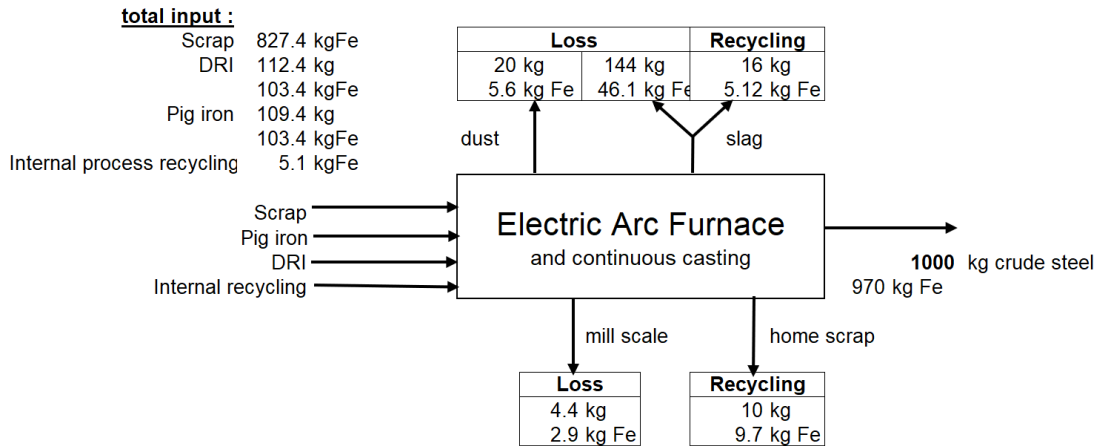 total input :
Scrap 827.4 kgFe
DRI 112.4 kg
103.4 kgFe
Pig iron 109.4 kg
103.4 kgFe
Internal process recycling 5.1 kgFe
Loss Recycling
20 kg 144 kg 16 kg
5.6 kg Fe 46.1 kg Fe 5.12 kg Fe
dust slag
Scrap
Pig iron
DRI
Internal recycling
Electric Arc Furnace
and continuous casting
1000 kg crude steel
970 kg Fe
mill scale home scrap
Loss Recycling
4.4 kg 10 kg
2.9 kg Fe 9.7 kg Fe